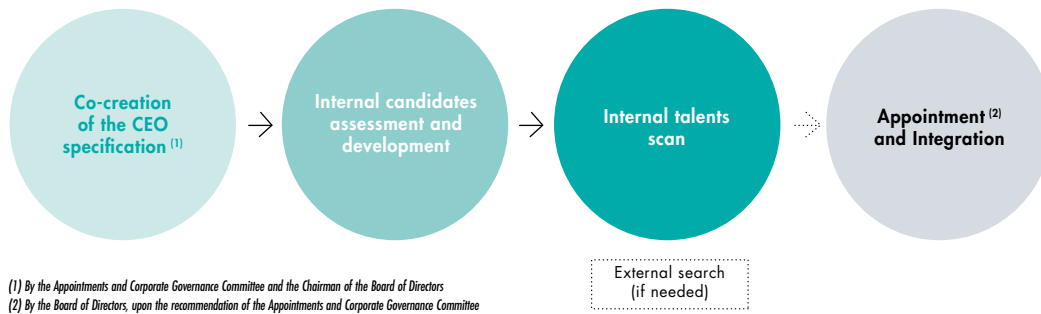 Co-creation
of the CEO
specification (1)
Internal candidates
assessment and
development
Internal talents
scan
Appointment (2)
and Integration
External search
(if needed)
(1) By the Appointments and Corporate Governance Committee and the Chairman of the Board of Directors
(2) By the Board of Directors, upon the recommendation of the Appointments and Corporate Governance Committee